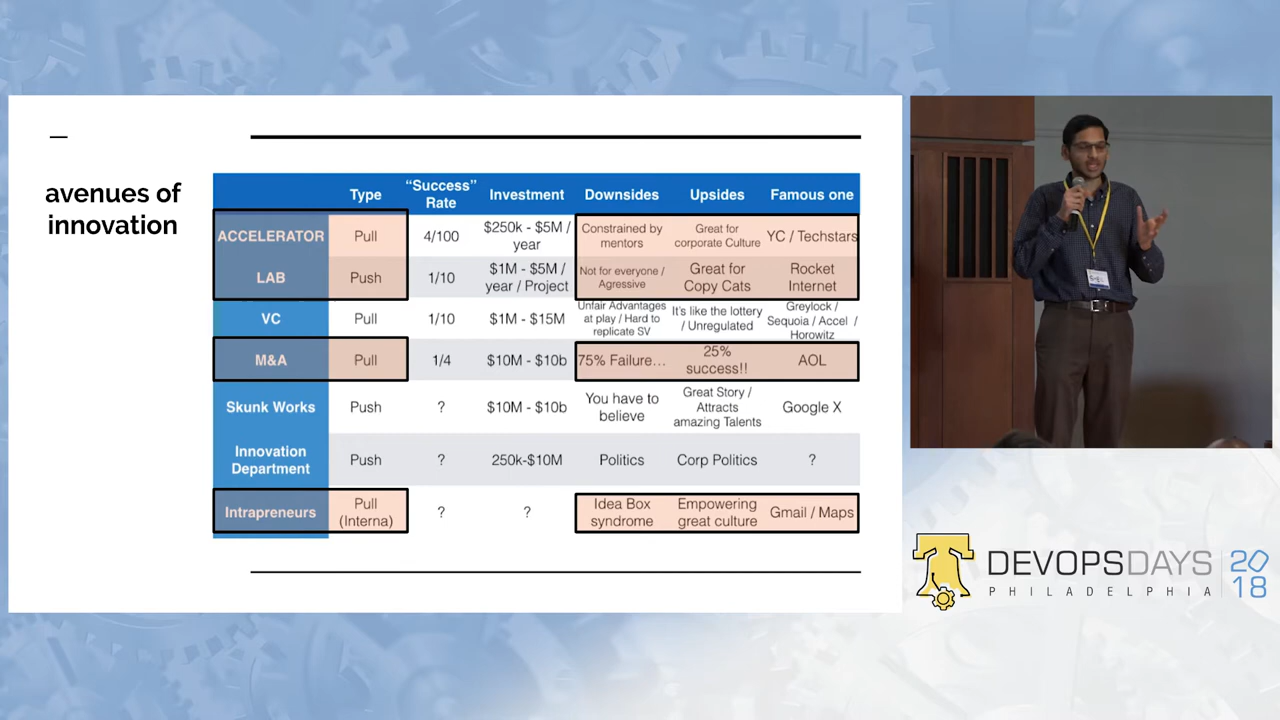 avenues of
innovation
Type
“Success”
Rate
Investment
Downsides
Upsides
Famous one
ACCELERATOR
Pull
4/100
$250k - $5M /
year
Constrained by
mentors
Great for
corporate Culture
YC / Techstars
LAB
Push
1/10
$1M - $5M /
year / Project
Not for everyone /
Agressive
Great for
Copy Cats
Rocket
Internet
VC
Pull
1/10
$1M - $15M
Unfair Advantages
at play / Hard to
replicate SV
It's like the lottery
/ Unregulated
Greylock /
Sequoia / Accel /
Horowitz
M&A
Pull
1/4
$10M - $10b
75% Failure…
25%
success!!
AOL
Skunk Works
Push
?
$10M - $10b
You have to
believe
Great Story /
Attracts
amazing Talents
Google X
Innovation
Department
Push
?
250k-$10M
Politics
Corp Politics
?
Intrapreneurs
Pull
(Interna)
?
?
Idea Box
syndrome
Empowering
great culture
Gmail / Maps
DEVOPSDAYS
PHILADELPHIA
2018